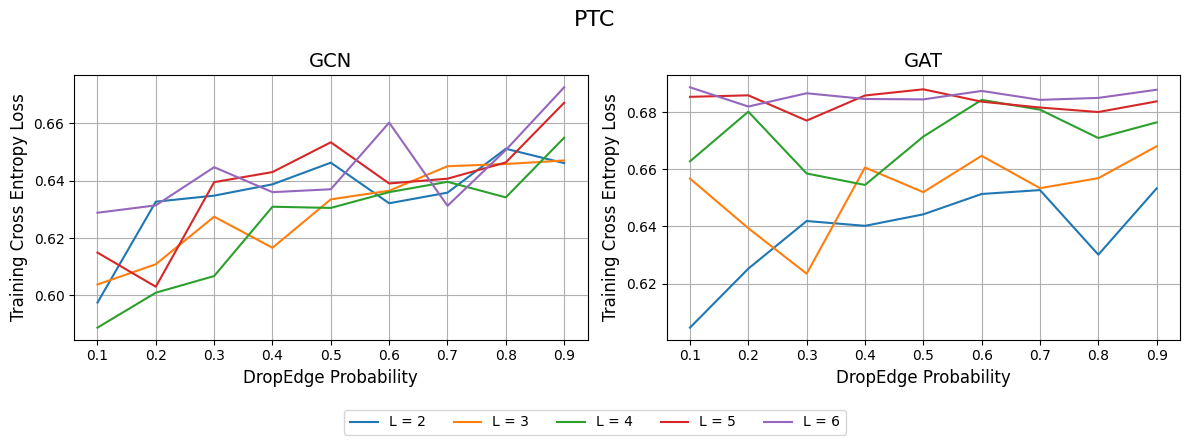 PTC
GCN
Training Cross Entropy Loss
0.66
0.64
0.62
0.60
0.1 0.2 0.3 0.4 0.5 0.6 0.7 0.8 0.9
DropEdge Probability
GAT
Training Cross Entropy Loss
0.68
0.66
0.64
0.62
0.1 0.2 0.3 0.4 0.5 0.6 0.7 0.8 0.9
DropEdge Probability
L = 2 L = 3 L = 4 L = 5 L = 6